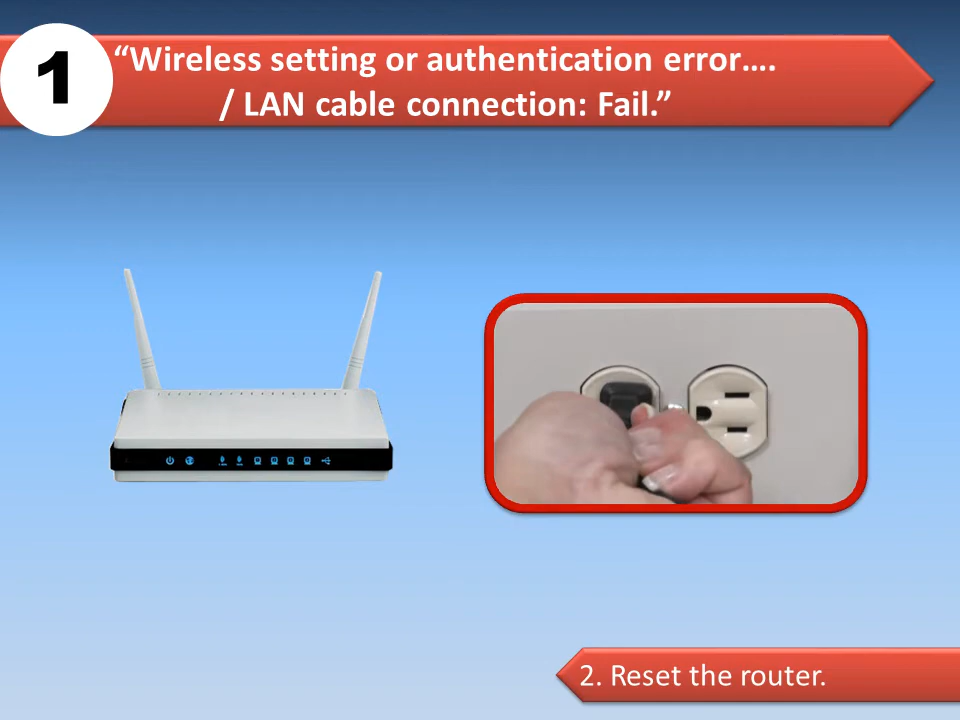 1
“Wireless setting or authentication error….
/ LAN cable connection: Fail.”
2. Reset the router.